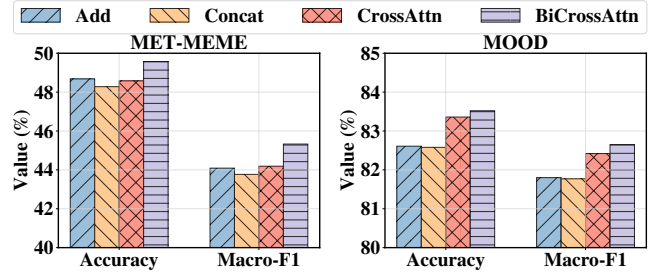 Add Concat CrossAttn BiCrossAttn
MET-MEME
Value (%)
50
48
46
44
42
40
Accuracy Macro-F1
MOOD
Value (%)
85
84
83
82
81
80
Accuracy Macro-F1